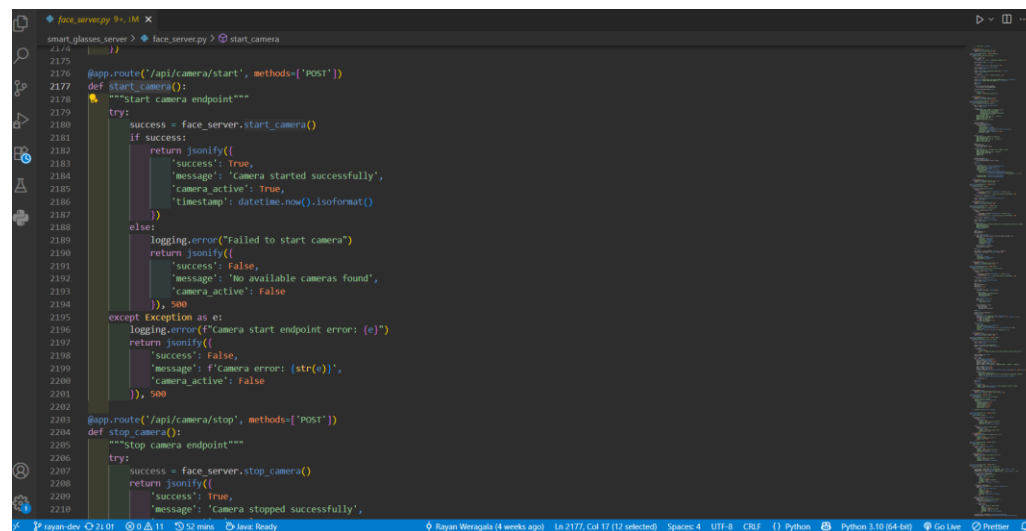 face_server.py 9+, M
smart_glasses_server > face_server.py > start_camera
2174 })
2175
2176 @app.route('/api/camera/start', methods=['POST'])
2177 def start_camera():
2178 """Start camera endpoint"""
2179 try:
2180 success = face_server.start_camera()
2181 if success:
2182 return jsonify({
2183 'success': True,
2184 'message': 'Camera started successfully',
2185 'camera_active': True,
2186 'timestamp': datetime.now().isoformat()
2187 })
2188 else:
2189 logging.error("Failed to start camera")
2190 return jsonify({
2191 'success': False,
2192 'message': 'No available cameras found',
2193 'camera_active': False
2194 }), 500
2195 except Exception as e:
2196 logging.error(f"Camera start endpoint error: {e}")
2197 return jsonify({
2198 'success': False,
2199 'message': f'Camera error: {str(e)}',
2200 'camera_active': False
2201 }), 500
2202
2203 @app.route('/api/camera/stop', methods=['POST'])
2204 def stop_camera():
2205 """Stop camera endpoint"""
2206 try:
2207 success = face_server.stop_camera()
2208 return jsonify({
2209 'success': True,
2210 'message': 'Camera stopped successfully',
rayan-dev 2↓ 0↑ 0 11 52 mins Java: Ready Rayan Weragala (4 weeks ago) Ln 2177, Col 17 (12 selected) Spaces: 4 UTF-8 CRLF {} Python Python 3.10 (64-bit) Go Live Prettier